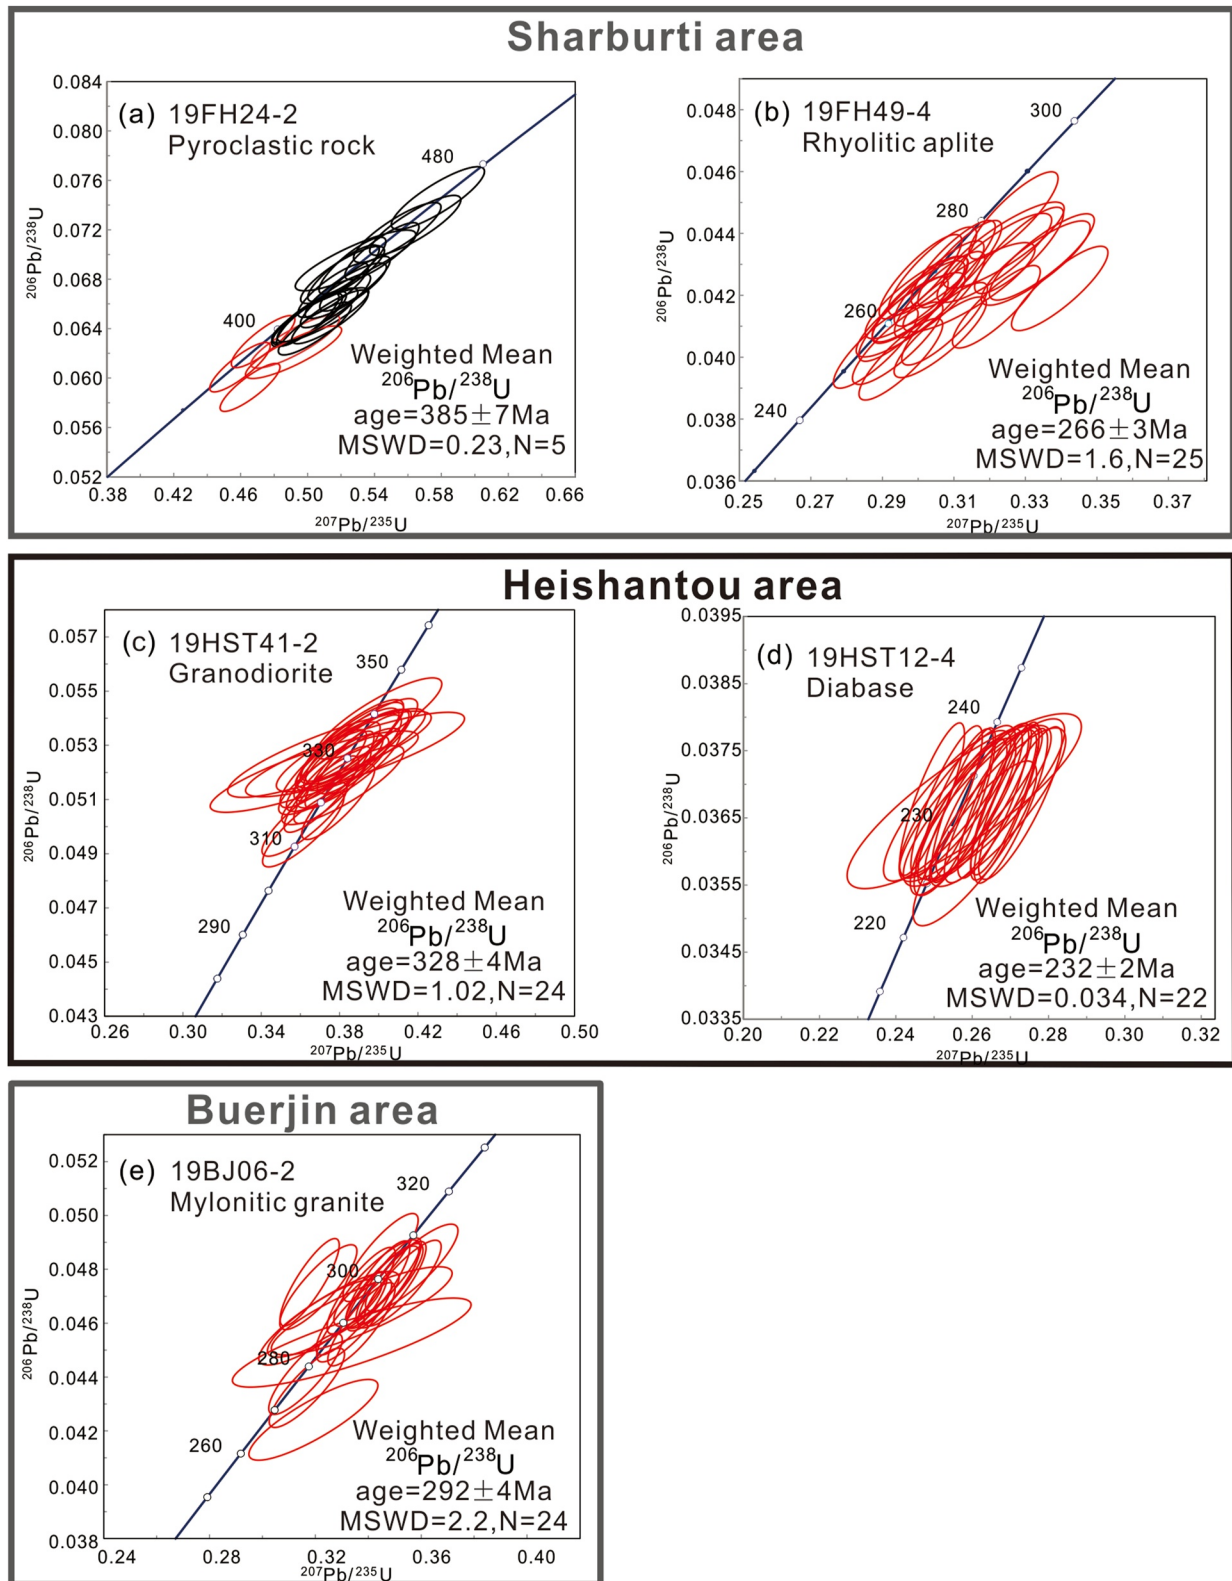 Sharburti area
(a) 19FH24-2
Pyroclastic rock
0.084
0.080
0.076
0.072
0.068
0.064
0.060
0.056
0.052
²⁰⁶Pb/²³⁸U
480
400
Weighted Mean
²⁰⁶Pb/²³⁸U
age=385±7Ma
MSWD=0.23,N=5
0.38 0.42 0.46 0.50 0.54 0.58 0.62 0.66
²⁰⁷Pb/²³⁵U
(b) 19FH49-4
Rhyolitic aplite
0.048
0.046
0.044
0.042
0.040
0.038
0.036
²⁰⁶Pb/²³⁸U
300
280
260
240
Weighted Mean
²⁰⁶Pb/²³⁸U
age=266±3Ma
MSWD=1.6,N=25
0.25 0.27 0.29 0.31 0.33 0.35 0.37
²⁰⁷Pb/²³⁵U
Heishantou area
(c) 19HST41-2
Granodiorite
0.057
0.055
0.053
0.051
0.049
0.047
0.045
0.043
²⁰⁶Pb/²³⁸U
350
330
310
290
Weighted Mean
²⁰⁶Pb/²³⁸U
age=328±4Ma
MSWD=1.02,N=24
0.26 0.30 0.34 0.38 0.42 0.46 0.50
²⁰⁷Pb/²³⁵U
(d) 19HST12-4
Diabase
0.0395
0.0385
0.0375
0.0365
0.0355
0.0345
0.0335
²⁰⁶Pb/²³⁸U
240
230
220
Weighted Mean
²⁰⁶Pb/²³⁸U
age=232±2Ma
MSWD=0.034,N=22
0.20 0.22 0.24 0.26 0.28 0.30 0.32
²⁰⁷Pb/²³⁵U
Buerjin area
(e) 19BJ06-2
Mylonitic granite
0.052
0.050
0.048
0.046
0.044
0.042
0.040
0.038
²⁰⁶Pb/²³⁸U
320
300
280
260
Weighted Mean
²⁰⁶Pb/²³⁸U
age=292±4Ma
MSWD=2.2,N=24
0.24 0.28 0.32 0.36 0.40
²⁰⁷Pb/²³⁵U